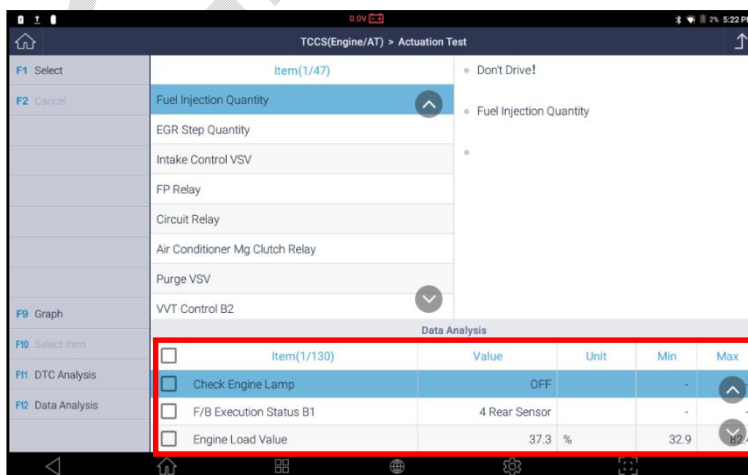 0.0V
2% 5:22 P
TCCS(Engine/AT) > Actuation Test
F1 Select
F2 Cancel
F9 Graph
F10 Select Item
F11 DTC Analysis
F12 Data Analysis
Item(1/47)
Fuel Injection Quantity
EGR Step Quantity
Intake Control VSV
FP Relay
Circuit Relay
Air Conditioner Mg Clutch Relay
Purge VSV
VVT Control B2
Don't Drive!
Fuel Injection Quantity
Data Analysis
Item(1/130) Value Unit Min Max
Check Engine Lamp OFF -
F/B Execution Status B1 4 Rear Sensor - -
Engine Load Value 37.3 % 32.9